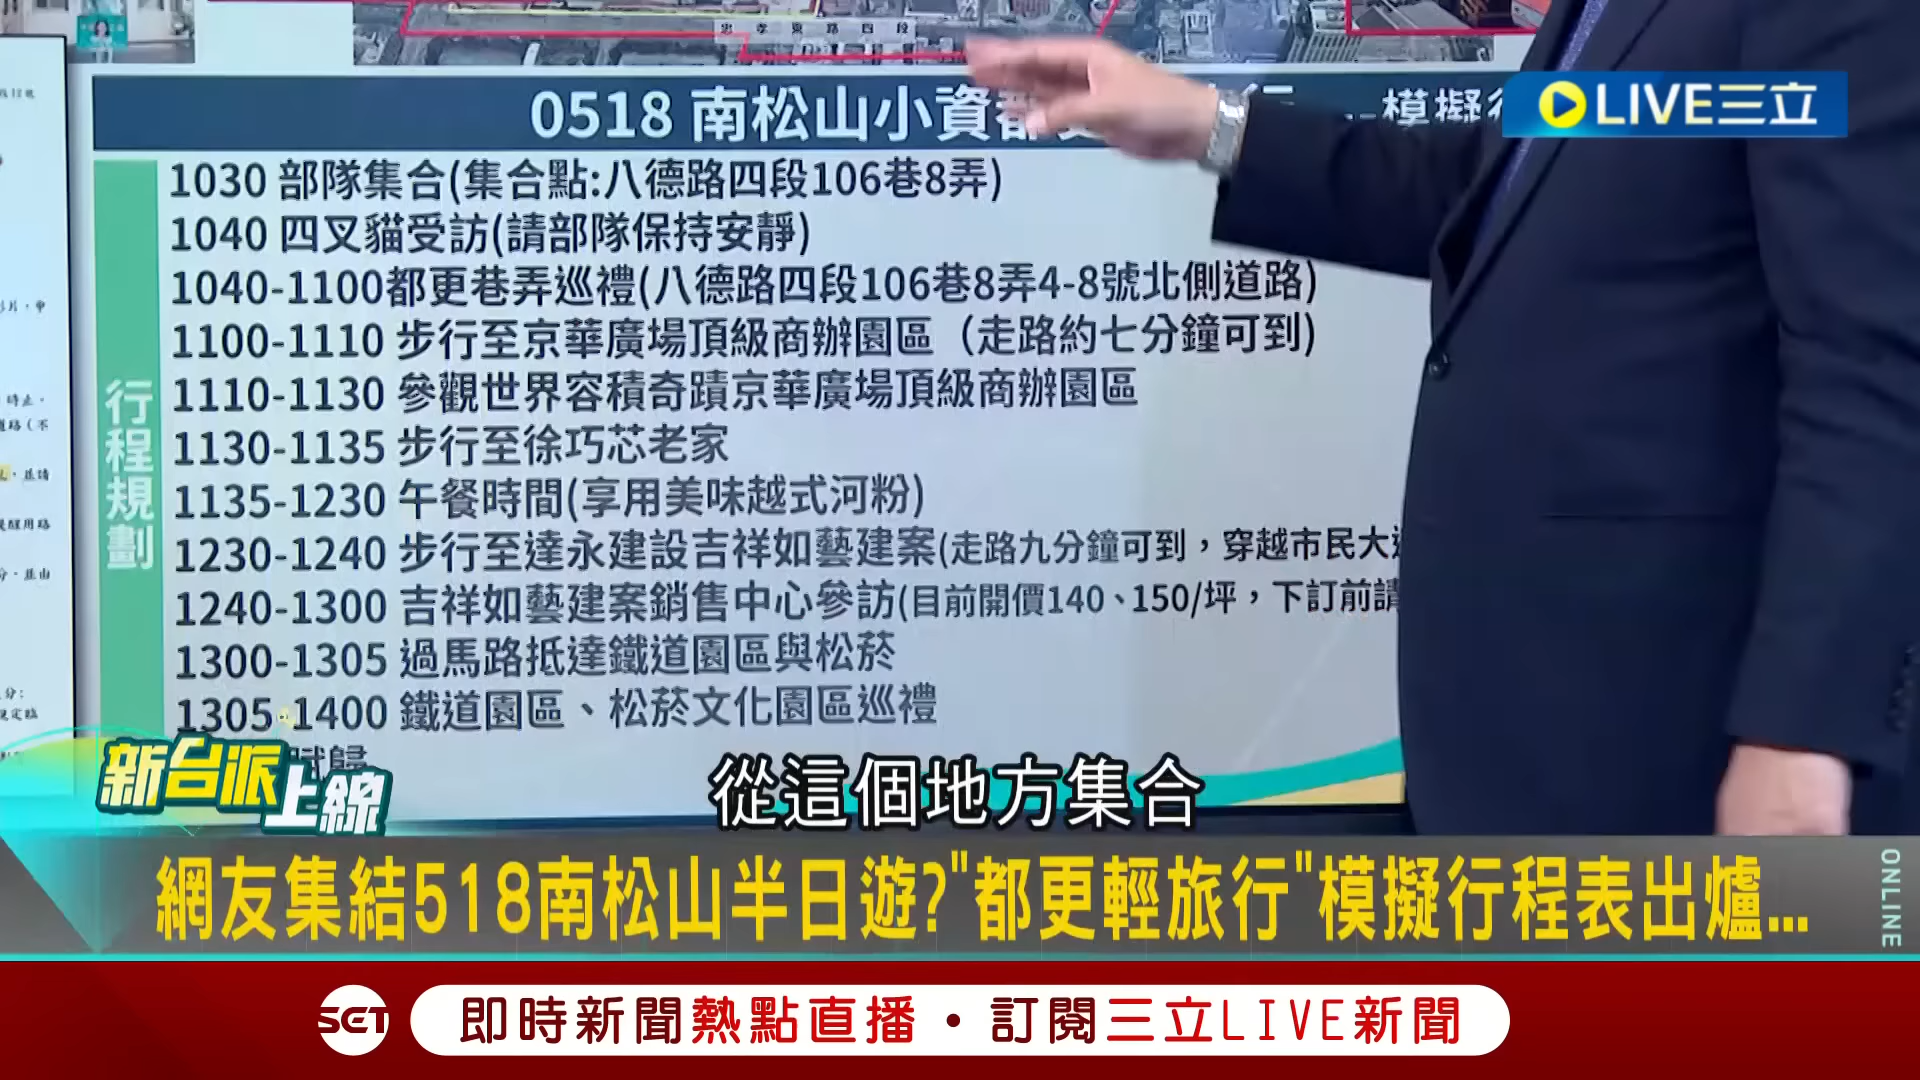 忠孝東路四段
0518 南松山小資都更
模擬行
LIVE三立
行程規劃
1030 部隊集合(集合點:八德路四段106巷8弄)
1040 四叉貓受訪(請部隊保持安靜)
1040-1100都更巷弄巡禮(八德路四段106巷8弄4-8號北側道路)
1100-1110 步行至京華廣場頂級商辦園區（走路約七分鐘可到)
1110-1130 參觀世界容積奇蹟京華廣場頂級商辦園區
1130-1135 步行至徐巧芯老家
1135-1230 午餐時間(享用美味越式河粉)
1230-1240 步行至達永建設吉祥如藝建案(走路九分鐘可到，穿越市民大
1240-1300 吉祥如藝建案銷售中心參訪(目前開價140、150/坪，下訂前請
1300-1305 過馬路抵達鐵道園區與松菸
1305-1400 鐵道園區、松菸文化園區巡禮
賦歸
新台派上線
從這個地方集合
網友集結518南松山半日遊?"都更輕旅行"模擬行程表出爐...
ONLINE
SET
即時新聞熱點直播・訂閱三立LIVE新聞